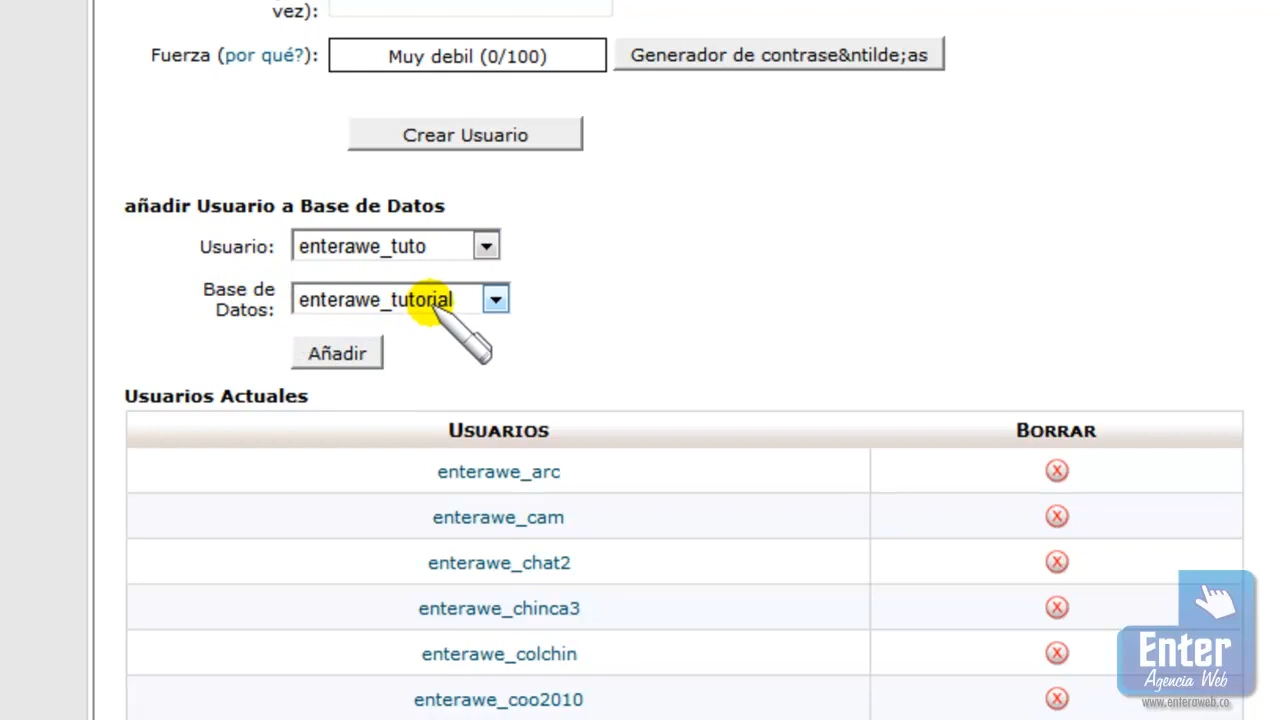 vez):
Fuerza (por qué?): Muy debil (0/100) Generador de contrase&ntilde;as
Crear Usuario
añadir Usuario a Base de Datos
Usuario: enterawe_tuto
Base de
Datos: enterawe_tutorial
Añadir
Usuarios Actuales
Usuarios Borrar
enterawe_arc
enterawe_cam
enterawe_chat2
enterawe_chinca3
enterawe_colchin
enterawe_coo2010
Enter
Agencia Web
www.enteraweb.co